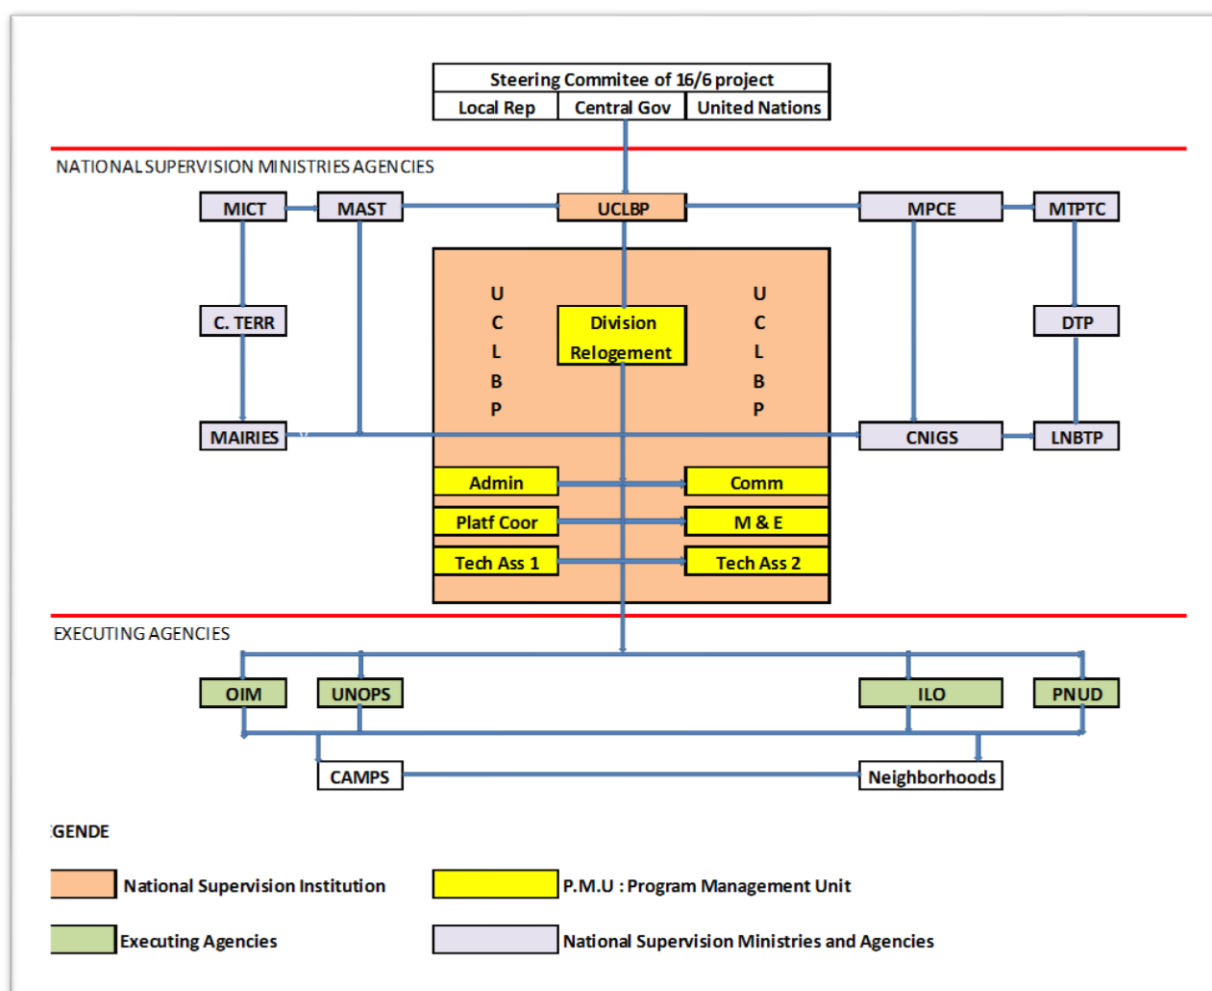 Steering Commitee of 16/6 project
Local Rep Central Gov United Nations
NATIONAL SUPERVISION MINISTRIES AGENCIES
MICT MAST UCLBP MPCE MTPTC
U U
C. TERR C Division C DTP
L Relogement L
B B
P P
MAIRIES CNIGS LNBTP
Admin Comm
Platf Coor M & E
Tech Ass 1 Tech Ass 2
EXECUTING AGENCIES
OIM UNOPS ILO PNUD
CAMPS Neighborhoods
GENDE
National Supervision Institution P.M.U : Program Management Unit
Executing Agencies National Supervision Ministries and Agencies